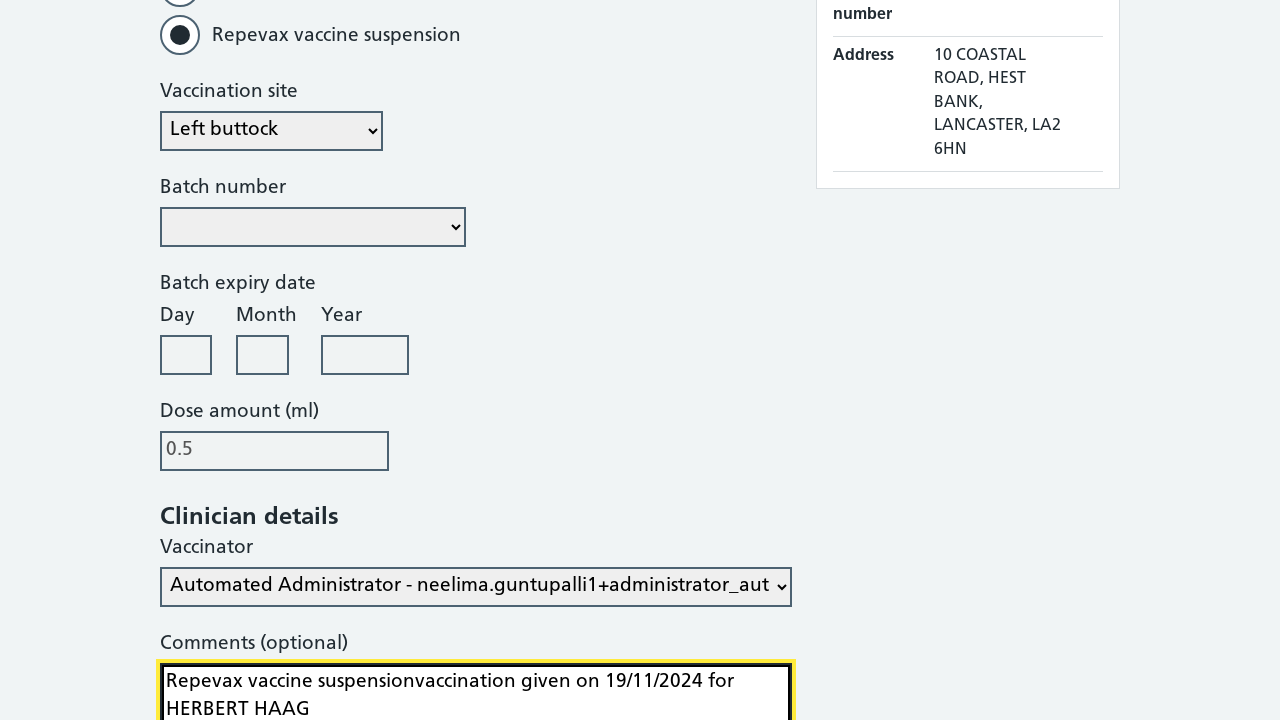 number
Repevax vaccine suspension
Address
10 COASTAL
ROAD, HEST
BANK,
LANCASTER, LA2
6HN
Vaccination site
Left buttock
Batch number
Batch expiry date
Day Month Year
Dose amount (ml)
0.5
Clinician details
Vaccinator
Automated Administrator - neelima.guntupalli1+administrator_aut
Comments (optional)
Repevax vaccine suspensionvaccination given on 19/11/2024 for
HERBERT HAAG